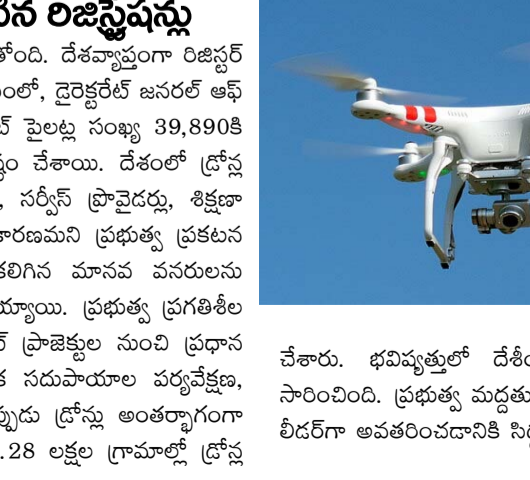 రిజిస్ట్రేషన్లు
తోంది. దేశవ్యాప్తంగా రిజిస్టర్
లో, డైరెక్టరేట్ జనరల్ ఆఫ్
పైలట్ల సంఖ్య 39,890కి
చేశాయి. దేశంలో డ్రోన్ల
, సర్వీస్ ప్రొవైడర్లు, శిక్షణా
కారణమని ప్రభుత్వ ప్రకటన
కలిగిన మానవ వనరులను
య్యాయి. ప్రభుత్వ ప్రగతిశీల
ప్రాజెక్టుల నుంచి ప్రధాన
క సదుపాయాల పర్యవేక్షణ,
ప్పుడు డ్రోన్లు అంతర్భాగంగా
.28 లక్షల గ్రామాల్లో డ్రోన్ల
చేశారు. భవిష్యత్తులో
సారించింది. ప్రభుత్వ మద్దతు
లీడర్‌గా అవతరించడానికి